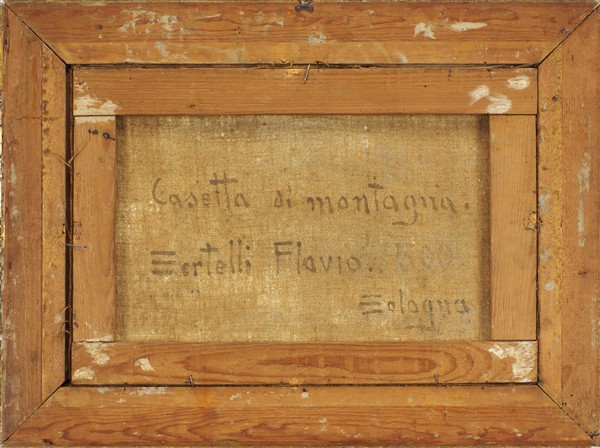 Casetta di montagna.
Bertelli Flavio.
Bologna